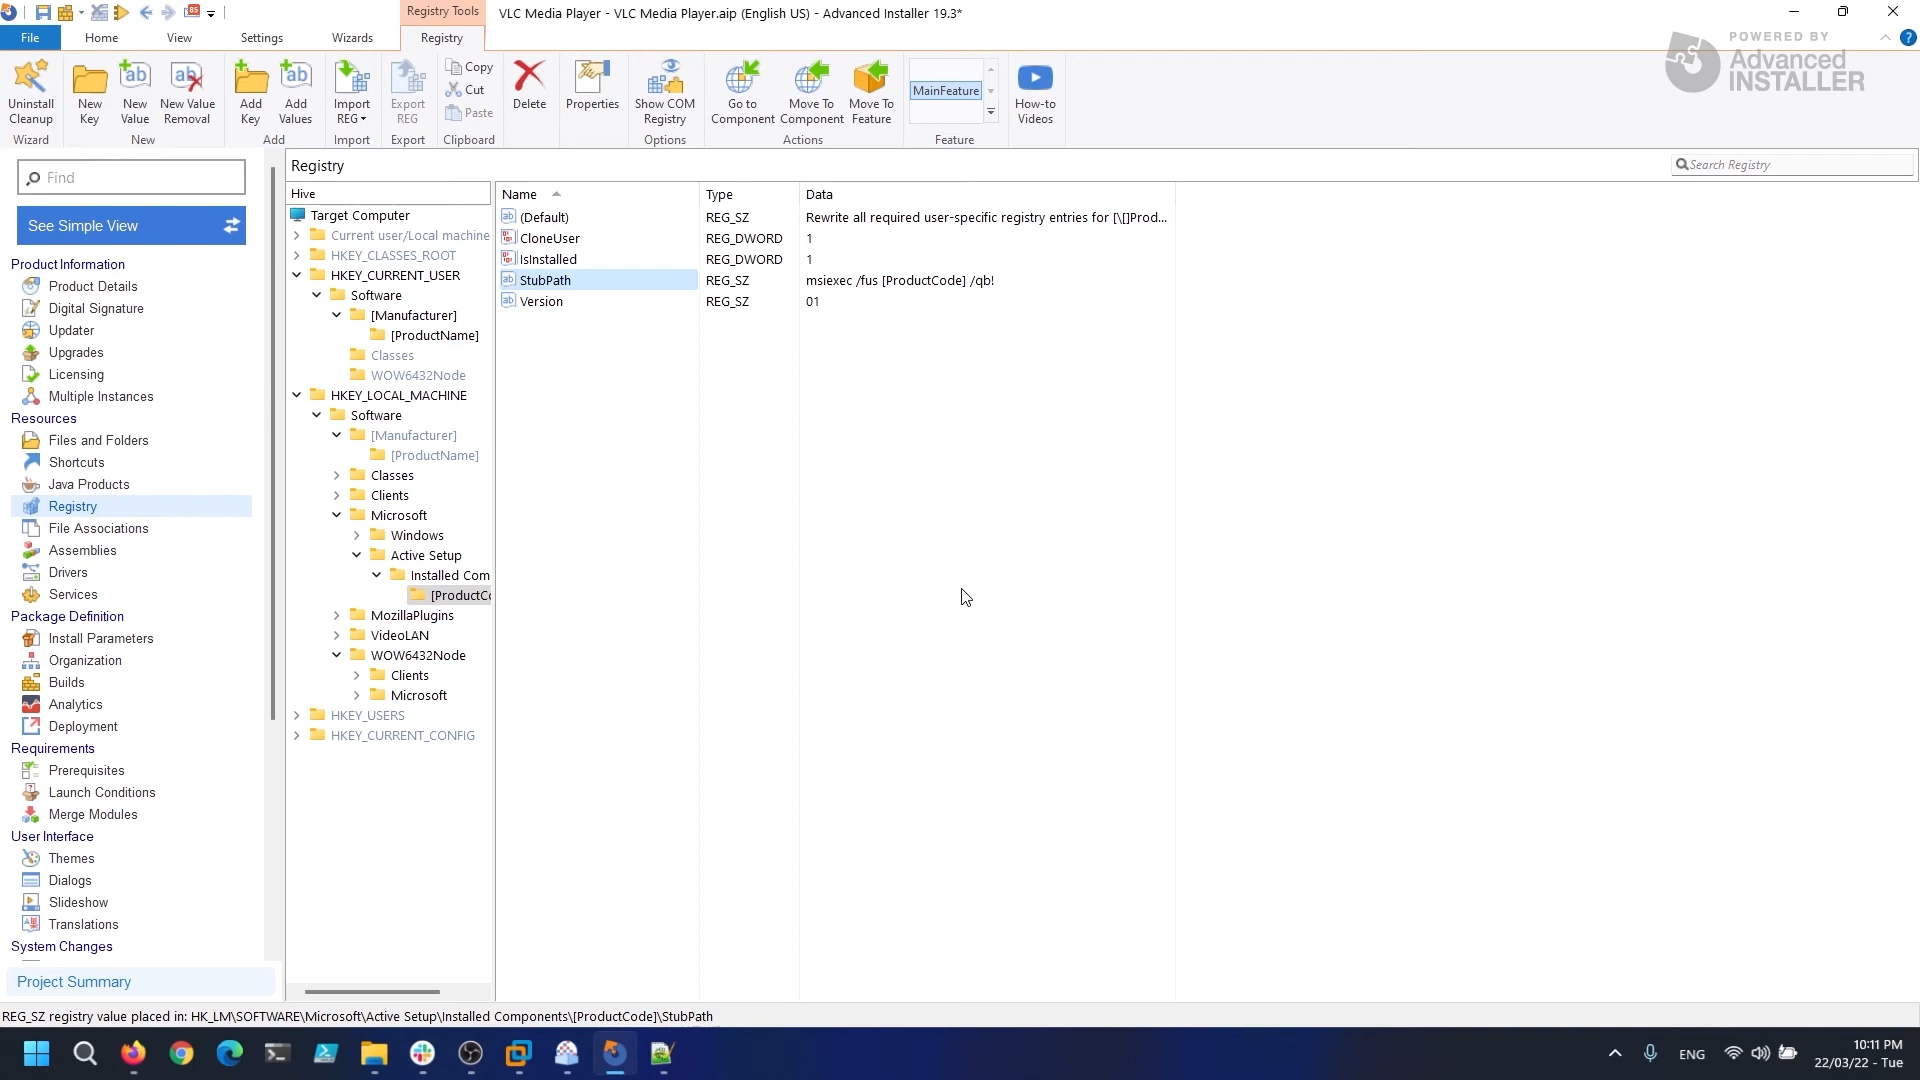 Registry Tools
VLC Media Player - VLC Media Player.aip (English US) - Advanced Installer 19.3*
File
Home
View
Settings
Wizards
Registry
POWERED BY
Advanced
INSTALLER
Uninstall Cleanup
New Key
New Value
New Value Removal
Add Key
Add Values
Import REG
Export REG
Copy
Cut
Paste
Delete
Properties
Show COM Registry
Go to Component
Move To Component
Move To Feature
MainFeature
How-to Videos
Wizard
New
Add
Import
Export
Clipboard
Options
Actions
Feature
Find
See Simple View
Product Information
Product Details
Digital Signature
Updater
Upgrades
Licensing
Multiple Instances
Resources
Files and Folders
Shortcuts
Java Products
Registry
File Associations
Assemblies
Drivers
Services
Package Definition
Install Parameters
Organization
Builds
Analytics
Deployment
Requirements
Prerequisites
Launch Conditions
Merge Modules
User Interface
Themes
Dialogs
Slideshow
Translations
System Changes
Project Summary
Registry
Search Registry
Hive
Target Computer
Current user/Local machine
HKEY_CLASSES_ROOT
HKEY_CURRENT_USER
Software
[Manufacturer]
[ProductName]
Classes
WOW6432Node
HKEY_LOCAL_MACHINE
Software
[Manufacturer]
[ProductName]
Classes
Clients
Microsoft
Windows
Active Setup
Installed Com
[ProductCo
MozillaPlugins
VideoLAN
WOW6432Node
Clients
Microsoft
HKEY_USERS
HKEY_CURRENT_CONFIG
Name Type Data
(Default) REG_SZ Rewrite all required user-specific registry entries for [\[]Prod...
CloneUser REG_DWORD 1
IsInstalled REG_DWORD 1
StubPath REG_SZ msiexec /fus [ProductCode] /qb!
Version REG_SZ 01
REG_SZ registry value placed in: HK_LM\SOFTWARE\Microsoft\Active Setup\Installed Components\[ProductCode]\StubPath
ENG
10:11 PM
22/03/22 - Tue